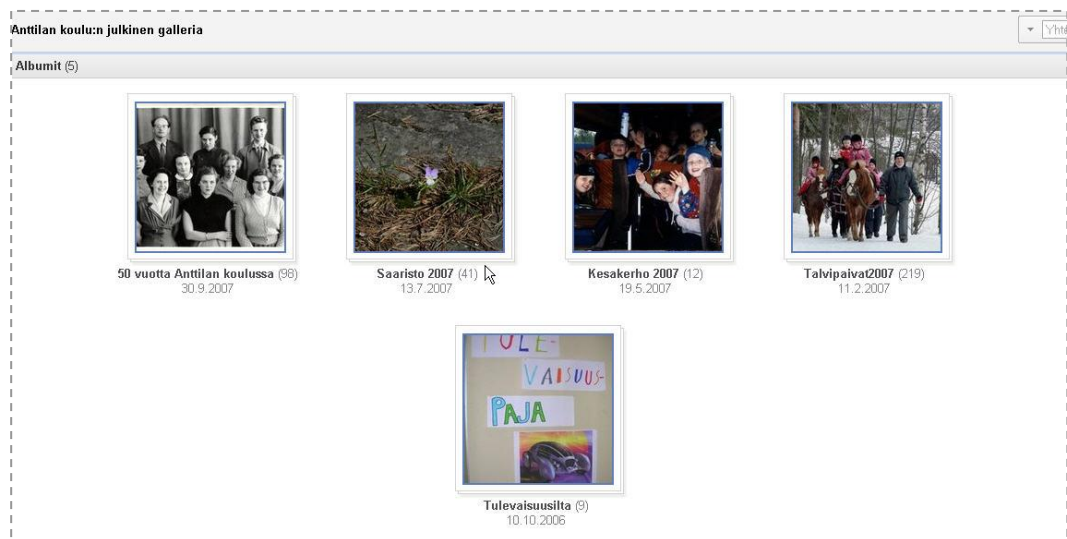 Anttilan koulu:n julkinen galleria
Albumit (5)
50 vuotta Anttilan koulussa (98)
30.9.2007
Saaristo 2007 (41)
13.7.2007
Kesakerho 2007 (12)
19.5.2007
Talvipaivat2007 (219)
11.2.2007
TULE-
VAISUUS-
PAJA
Tulevaisuusilta (9)
10.10.2006